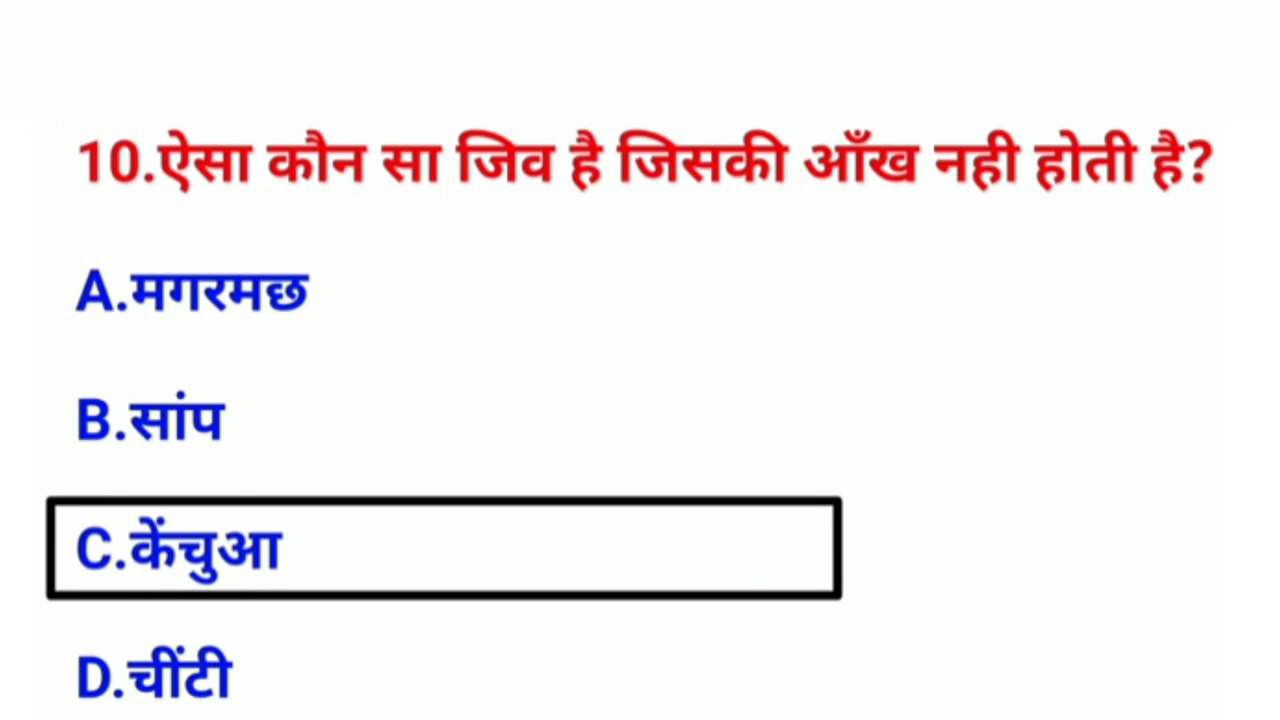 10.ऐसा कौन सा जिव है जिसकी आँख नही होती है?
A.मगरमछ
B.सांप
C.केंचुआ
D.चींटी